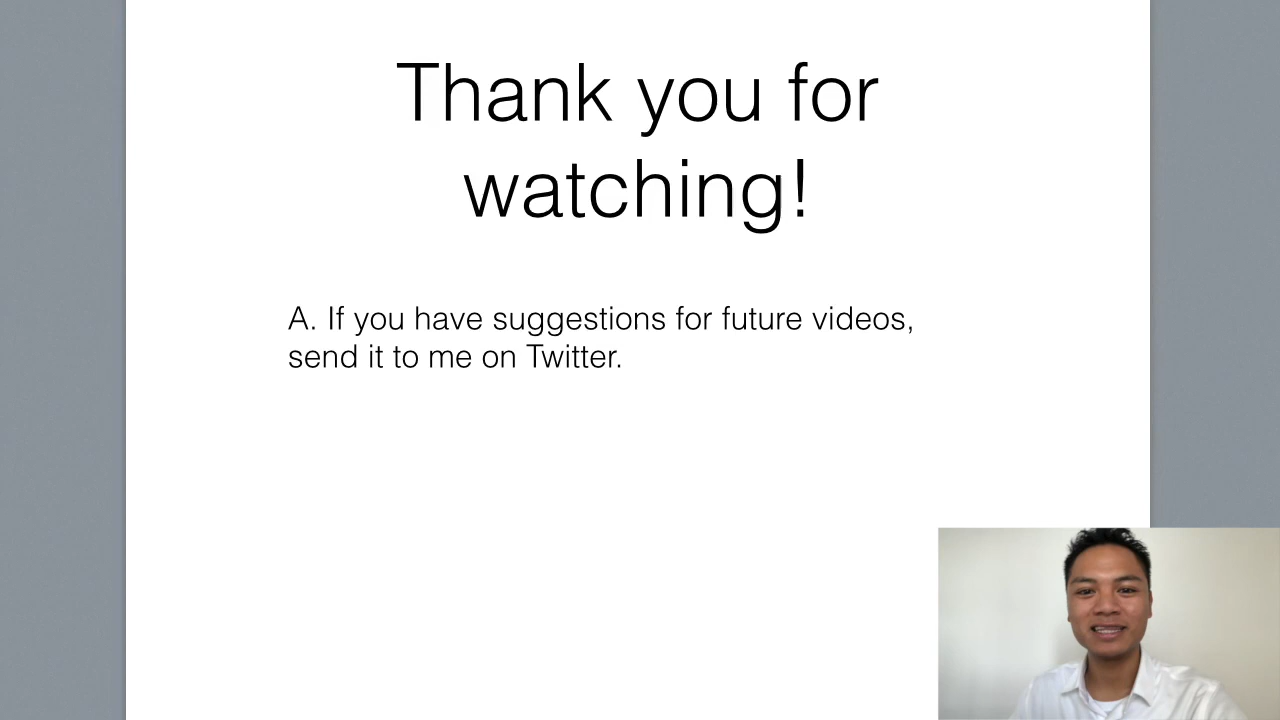 Thank you for
watching!
A. If you have suggestions for future videos,
send it to me on Twitter.